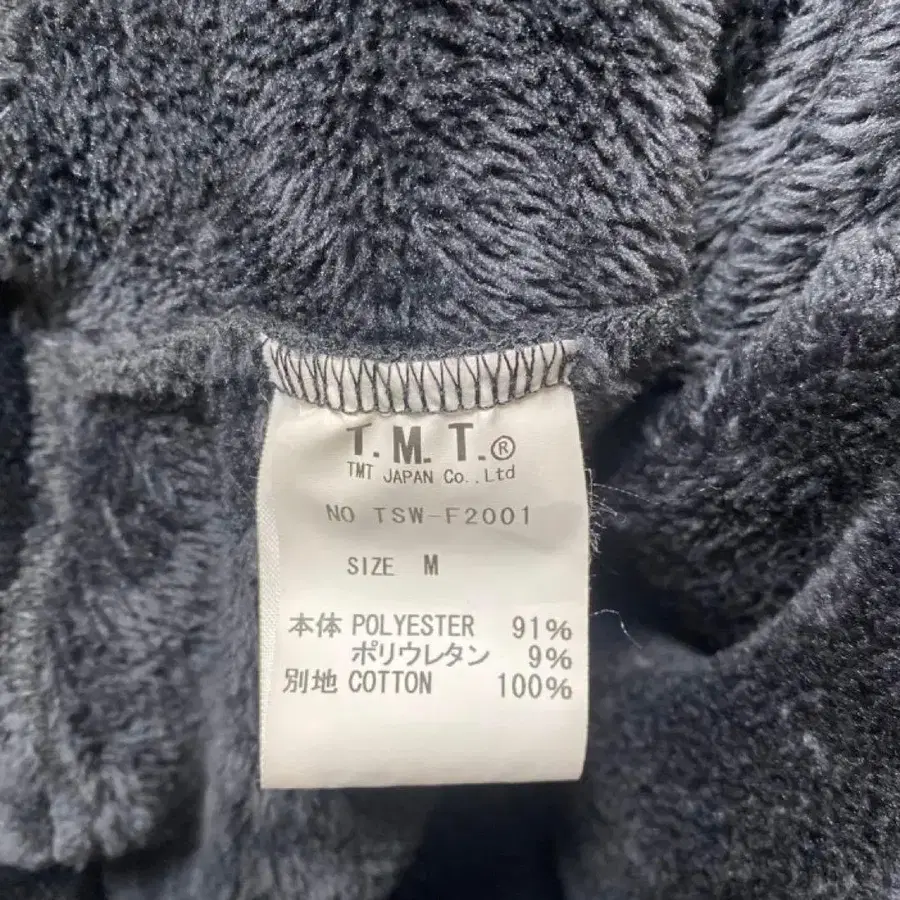 T.M.T.®
TMT JAPAN Co.,Ltd
NO TSW-F2001
SIZE M
本体 POLYESTER 91%
ポリウレタン 9%
別地 COTTON 100%